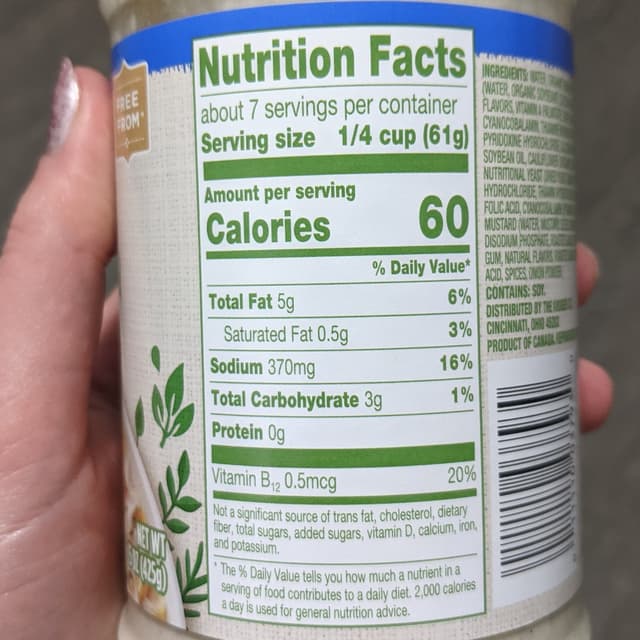 FREE
FROM*
Nutrition Facts
about 7 servings per container
Serving size 1/4 cup (61g)
Amount per serving
Calories 60
% Daily Value*
Total Fat 5g 6%
Saturated Fat 0.5g 3%
Sodium 370mg 16%
Total Carbohydrate 3g 1%
Protein 0g
Vitamin B12 0.5mcg 20%
Not a significant source of trans fat, cholesterol, dietary
fiber, total sugars, added sugars, vitamin D, calcium, iron,
and potassium.
* The % Daily Value tells you how much a nutrient in a
serving of food contributes to a daily diet. 2,000 calories
a day is used for general nutrition advice.
INGREDIENTS: WATER,
(WATER, ORGANIC
FLAVORS, VITAMIN A
CYANOCOBALAMIN,
PYRIDOXINE
SOYBEAN OIL,
NUTRITIONAL YEAST
HYDROCHLORIDE,
FOLIC ACID,
MUSTARD (WATER,
DISODIUM PHOSPHATE,
GUM, NATURAL FLAVORS,
ACID, SPICES, ONION POWDER.
CONTAINS: SOY.
DISTRIBUTED BY THE
CINCINNATI, OHIO 45202
PRODUCT OF CANADA,
NET WT
(425g)